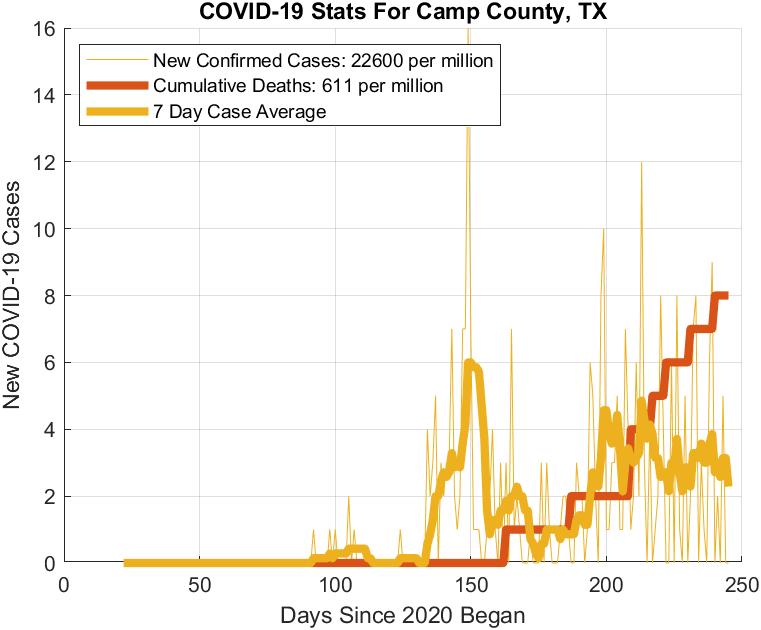 COVID-19 Stats For Camp County, TX
16
14
12
10
8
6
4
2
0
New COVID-19 Cases
New Confirmed Cases: 22600 per million
Cumulative Deaths: 611 per million
7 Day Case Average
0 50 100 150 200 250
Days Since 2020 Began